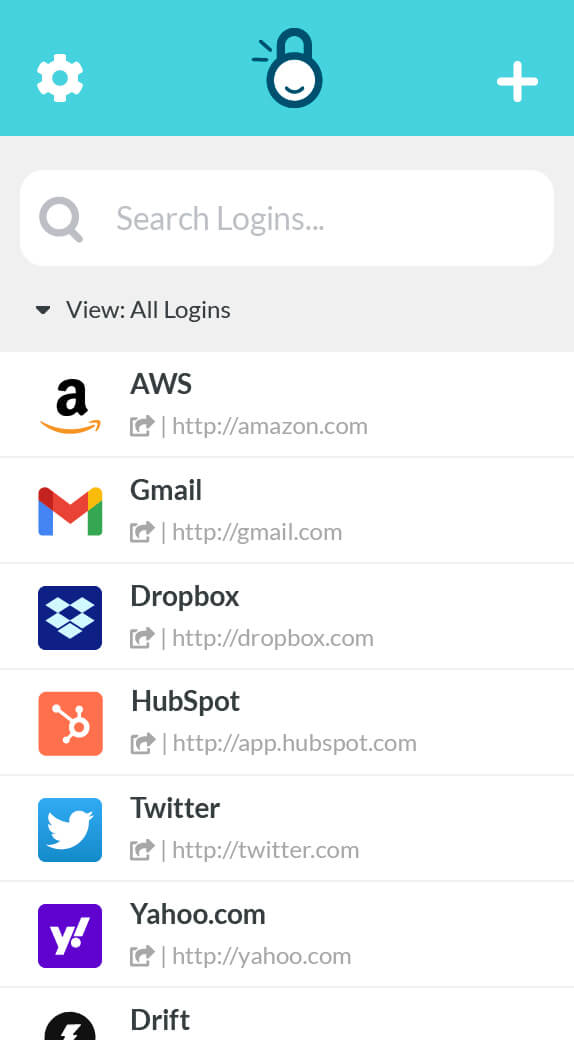 Search Logins...
View: All Logins
AWS
| http://amazon.com
Gmail
| http://gmail.com
Dropbox
| http://dropbox.com
HubSpot
| http://app.hubspot.com
Twitter
| http://twitter.com
Yahoo.com
| http://yahoo.com
Drift